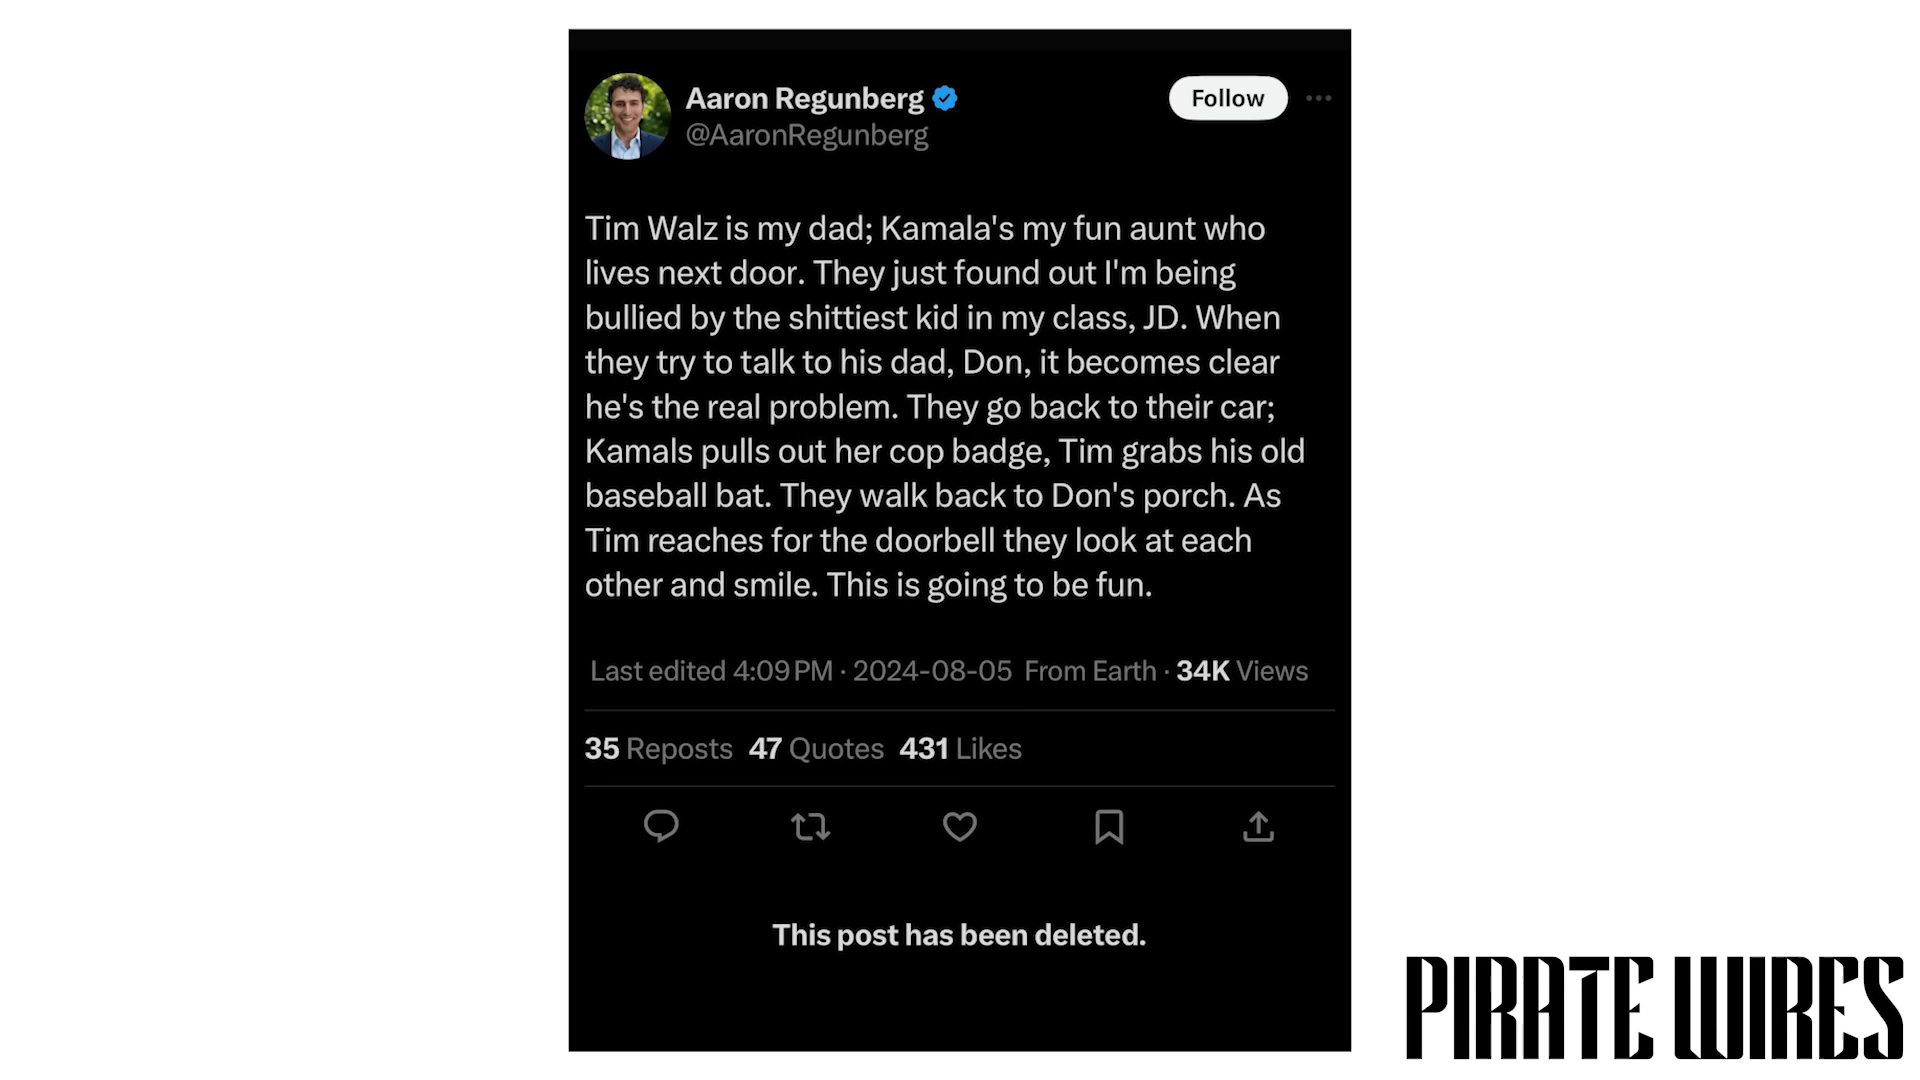 Aaron Regunberg
@AaronRegunberg
Follow
Tim Walz is my dad; Kamala's my fun aunt who
lives next door. They just found out I'm being
bullied by the shittiest kid in my class, JD. When
they try to talk to his dad, Don, it becomes clear
he's the real problem. They go back to their car;
Kamals pulls out her cop badge, Tim grabs his old
baseball bat. They walk back to Don's porch. As
Tim reaches for the doorbell they look at each
other and smile. This is going to be fun.
Last edited 4:09 PM · 2024-08-05 From Earth · 34K Views
35 Reposts 47 Quotes 431 Likes
This post has been deleted.
PIRATE WIRES